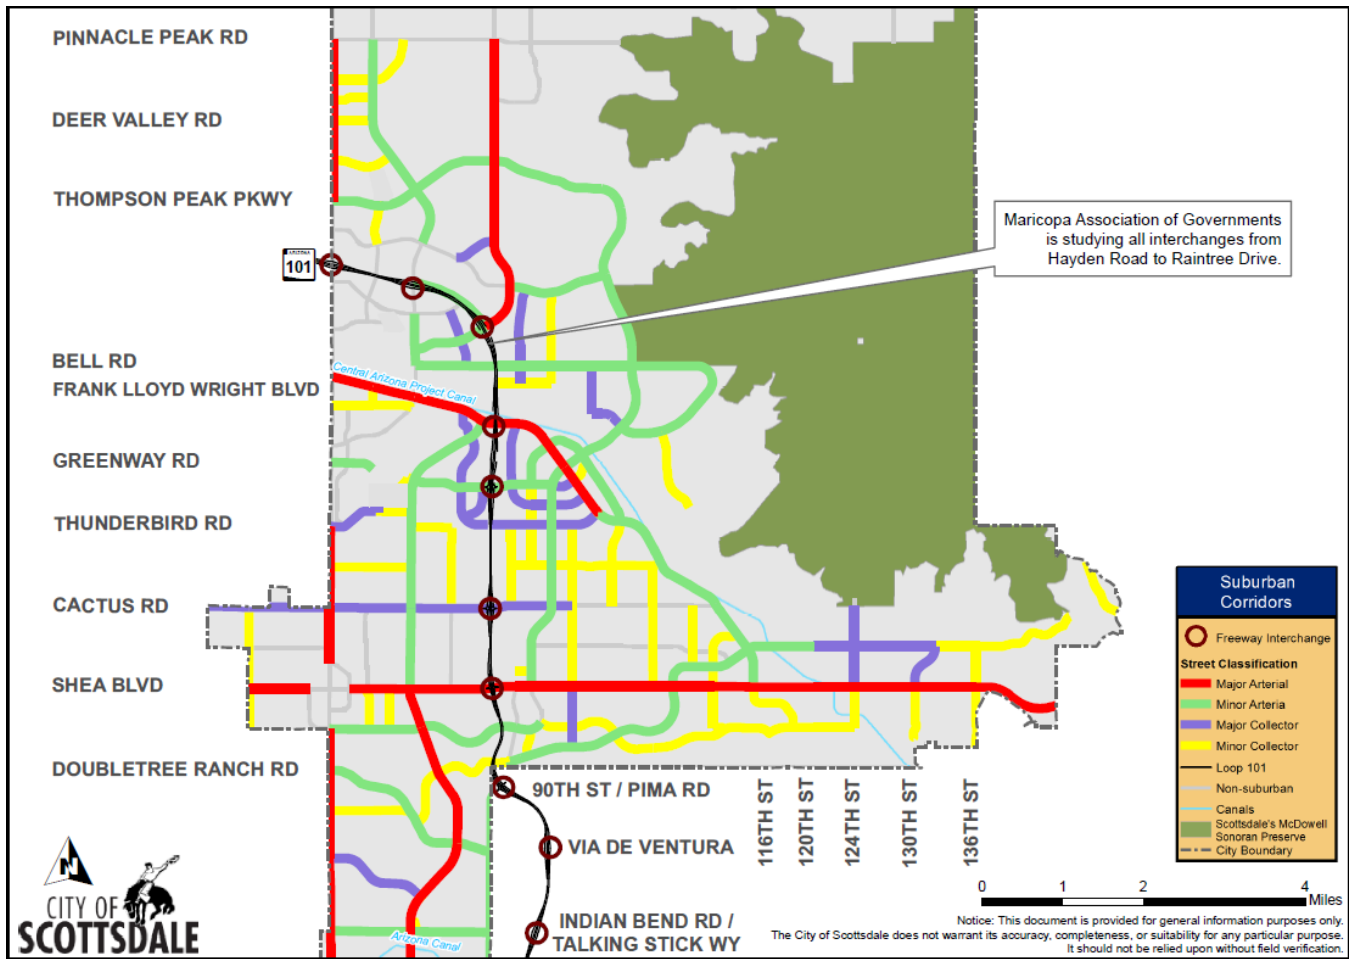 PINNACLE PEAK RD
DEER VALLEY RD
THOMPSON PEAK PKWY
Maricopa Association of Governments
is studying all interchanges from
Hayden Road to Raintree Drive.
ARIZONA
101
BELL RD
FRANK LLOYD WRIGHT BLVD
Central Arizona Project Canal
GREENWAY RD
THUNDERBIRD RD
CACTUS RD
SHEA BLVD
DOUBLETREE RANCH RD
90TH ST / PIMA RD
VIA DE VENTURA
INDIAN BEND RD /
TALKING STICK WY
Arizona Canal
116TH ST
120TH ST
124TH ST
130TH ST
136TH ST
Suburban
Corridors
Freeway Interchange
Street Classification
Major Arterial
Minor Arteria
Major Collector
Minor Collector
Loop 101
Non-suburban
Canals
Scottsdale's McDowell
Sonoran Preserve
City Boundary
N
CITY OF
SCOTTSDALE
0 1 2 4
Miles
Notice: This document is provided for general information purposes only.
The City of Scottsdale does not warrant its accuracy, completeness, or suitability for any particular purpose.
It should not be relied upon without field verification.